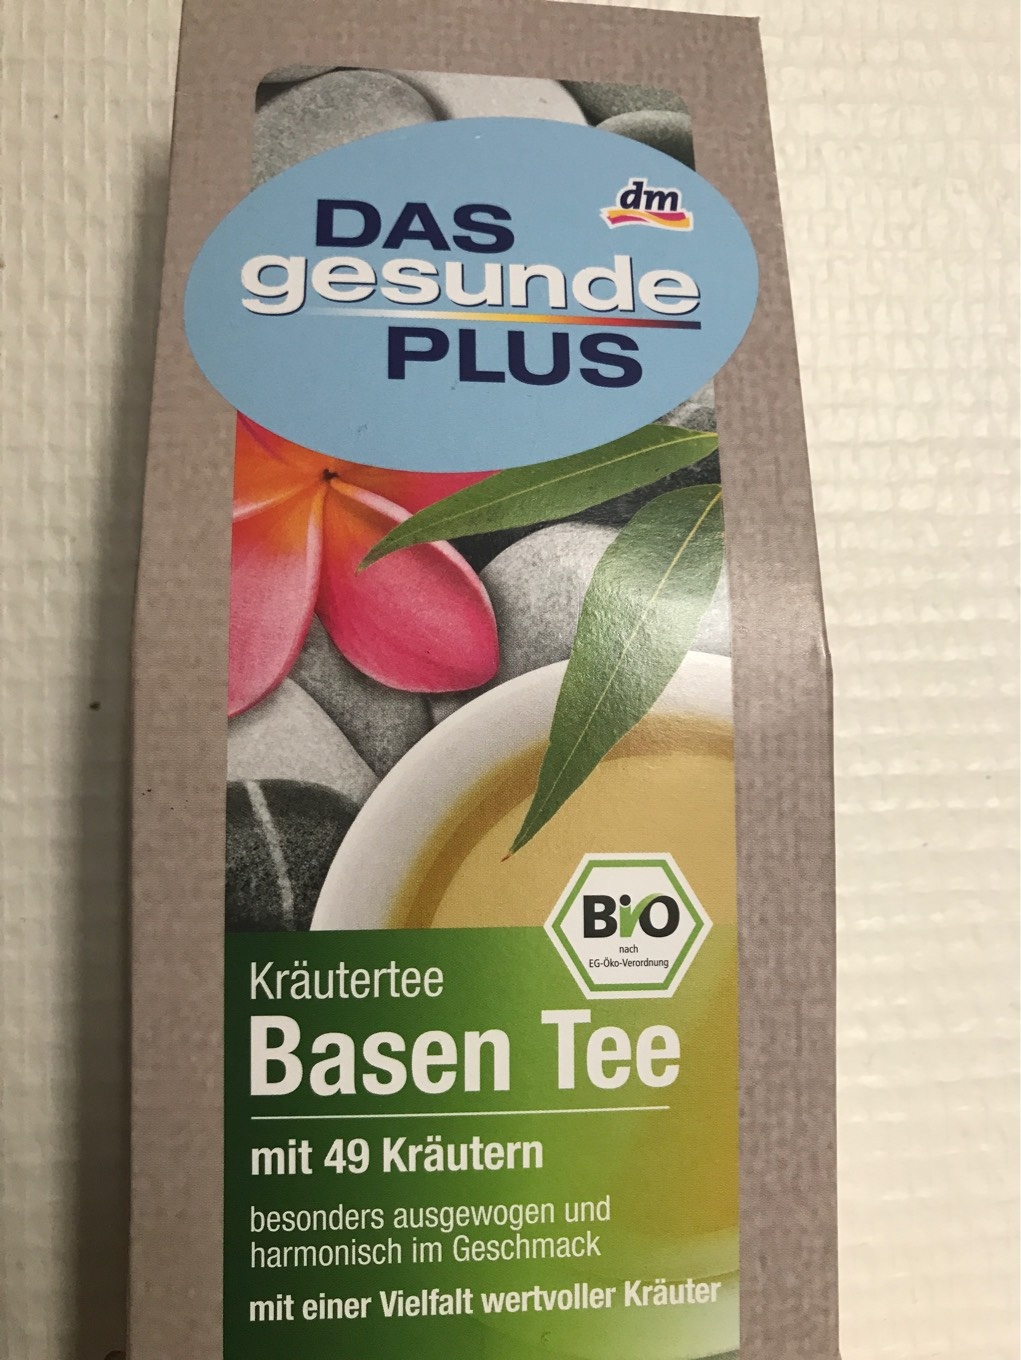 dm
DAS
gesunde
PLUS
BiO
nach
EG-Öko-Verordnung
Kräutertee
Basen Tee
mit 49 Kräutern
besonders ausgewogen und
harmonisch im Geschmack
mit einer Vielfalt wertvoller Kräuter